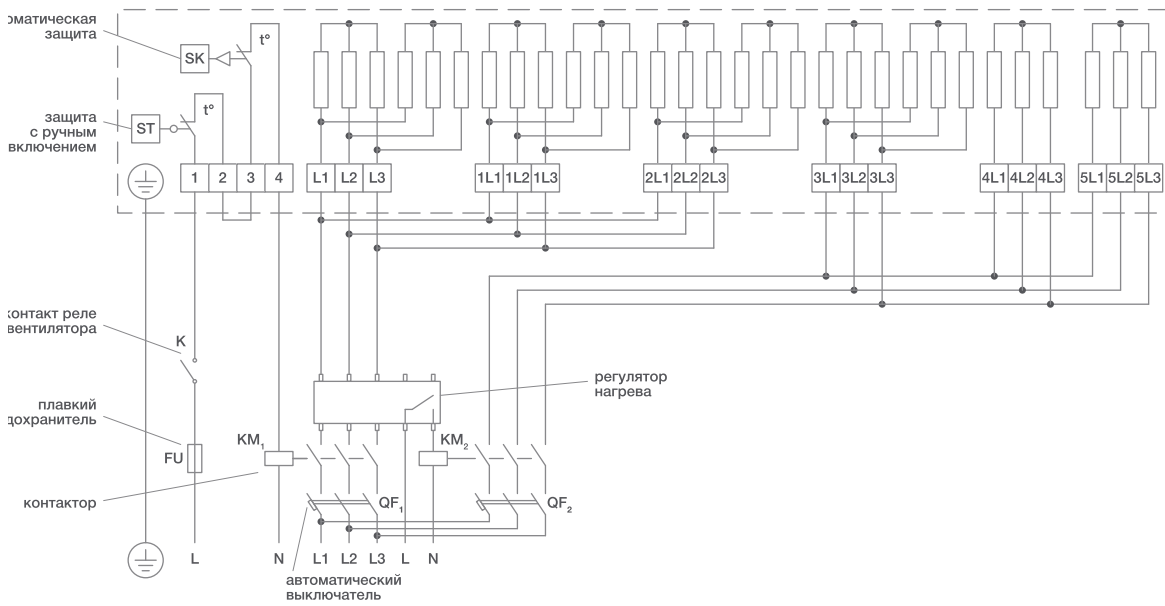 оматическая
защита
SK
t°
защита
с ручным
включением
ST
t°
1 2 3 4
L1 L2 L3
1L1 1L2 1L3
2L1 2L2 2L3
3L1 3L2 3L3
4L1 4L2 4L3
5L1 5L2 5L3
контакт реле
вентилятора
K
регулятор
нагрева
плавкий
дохранитель
FU
KM1
KM2
контактор
QF1
QF2
L N L1 L2 L3 L N
автоматический
выключатель